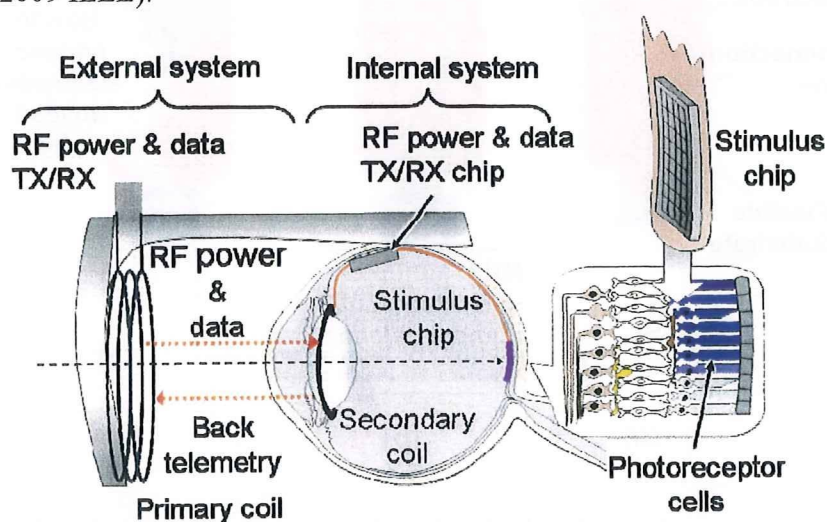 External system
Internal system
RF power & data
TX/RX
RF power & data
TX/RX chip
Stimulus
chip
RF power
&
data
Stimulus
chip
Back
telemetry
Secondary
coil
Primary coil
Photoreceptor
cells